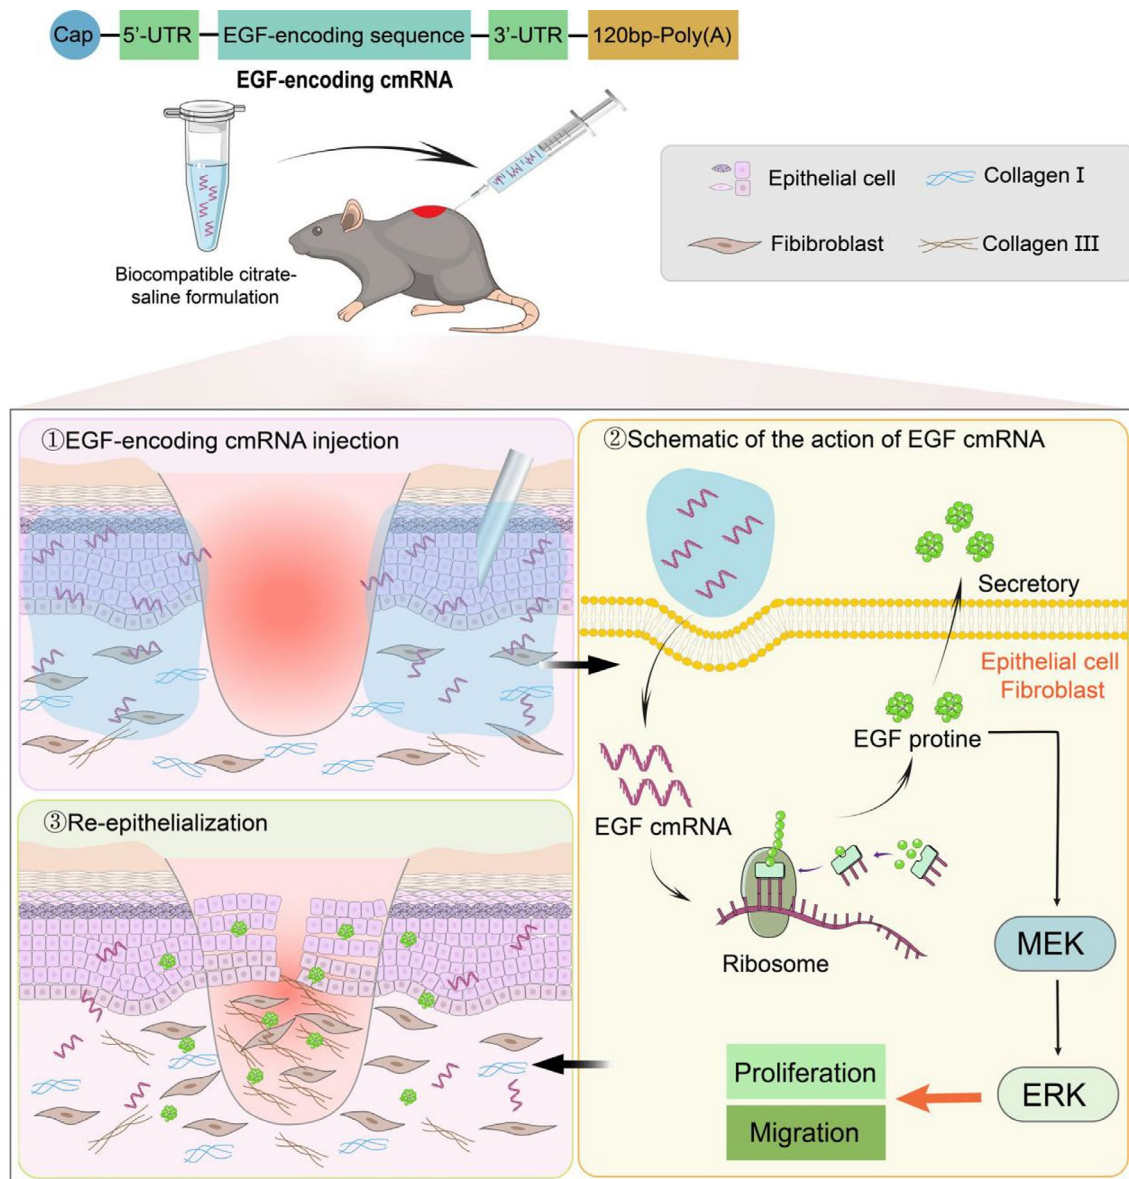 Cap
5'-UTR
EGF-encoding sequence
3'-UTR
120bp-Poly(A)
EGF-encoding cmRNA
Biocompatible citrate-
saline formulation
Epithelial cell
Collagen I
Fibibroblast
Collagen III
①EGF-encoding cmRNA injection
②Schematic of the action of EGF cmRNA
Secretory
Epithelial cell
Fibroblast
EGF protine
EGF cmRNA
Ribosome
MEK
ERK
Proliferation
Migration
③Re-epithelialization